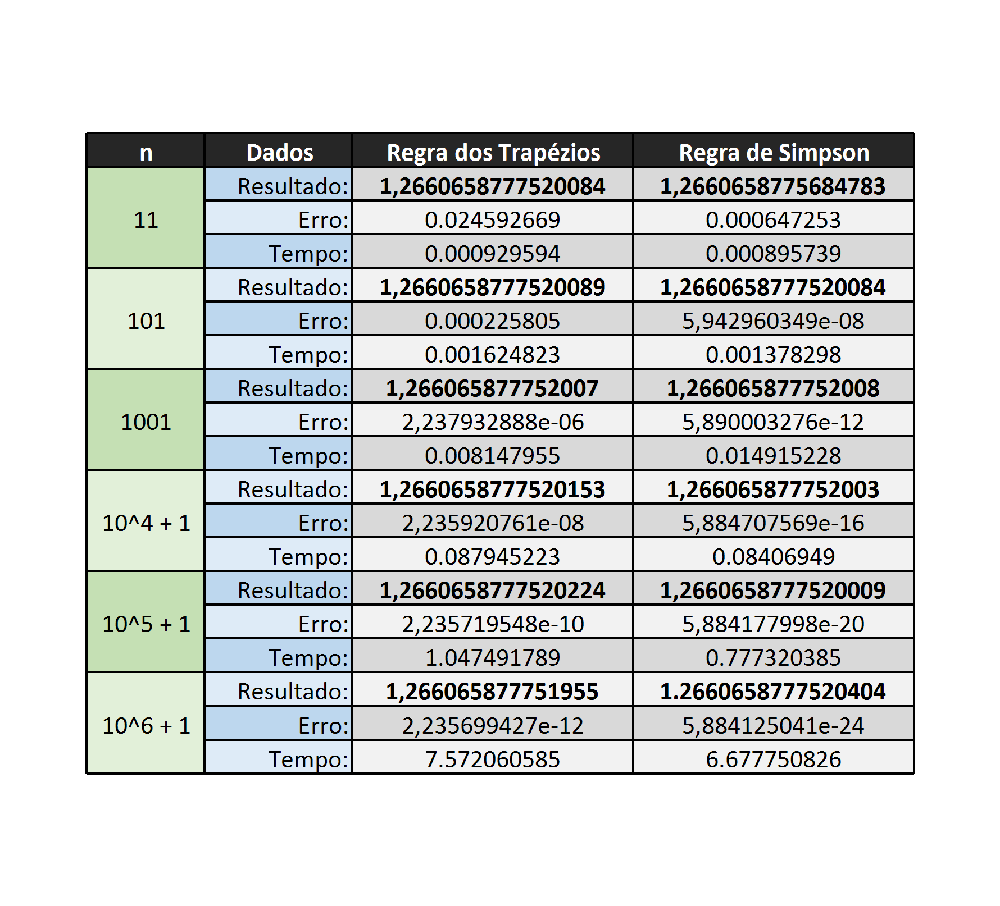 n Dados Regra dos Trapézios Regra de Simpson
11 Resultado: 1,2660658777520084 1,2660658775684783
Erro: 0.024592669 0.000647253
Tempo: 0.000929594 0.000895739
101 Resultado: 1,2660658777520089 1,2660658777520084
Erro: 0.000225805 5,942960349e-08
Tempo: 0.001624823 0.001378298
1001 Resultado: 1,266065877752007 1,266065877752008
Erro: 2,237932888e-06 5,890003276e-12
Tempo: 0.008147955 0.014915228
10^4 + 1 Resultado: 1,2660658777520153 1,266065877752003
Erro: 2,235920761e-08 5,884707569e-16
Tempo: 0.087945223 0.08406949
10^5 + 1 Resultado: 1,2660658777520224 1,2660658777520009
Erro: 2,235719548e-10 5,884177998e-20
Tempo: 1.047491789 0.777320385
10^6 + 1 Resultado: 1,266065877751955 1.2660658777520404
Erro: 2,235699427e-12 5,884125041e-24
Tempo: 7.572060585 6.677750826